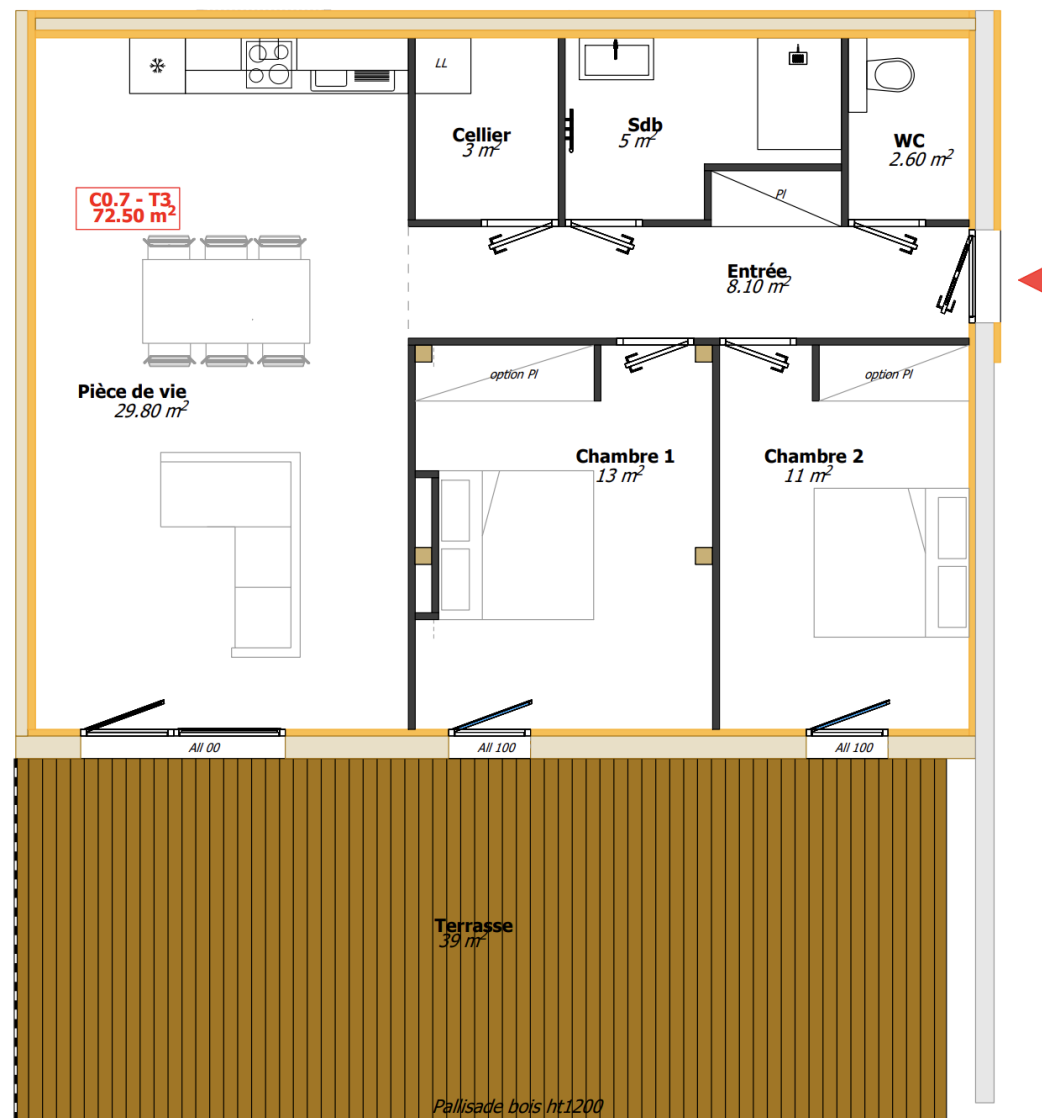 LL
Cellier
3 m²
Sdb
5 m²
WC
2.60 m²
Pl
C0.7 - T3
72.50 m²
Entrée
8.10 m²
Pièce de vie
29.80 m²
option Pl
option Pl
Chambre 1
13 m²
Chambre 2
11 m²
All 00
All 100
All 100
Terrasse
39 m²
Pallisade bois ht1200